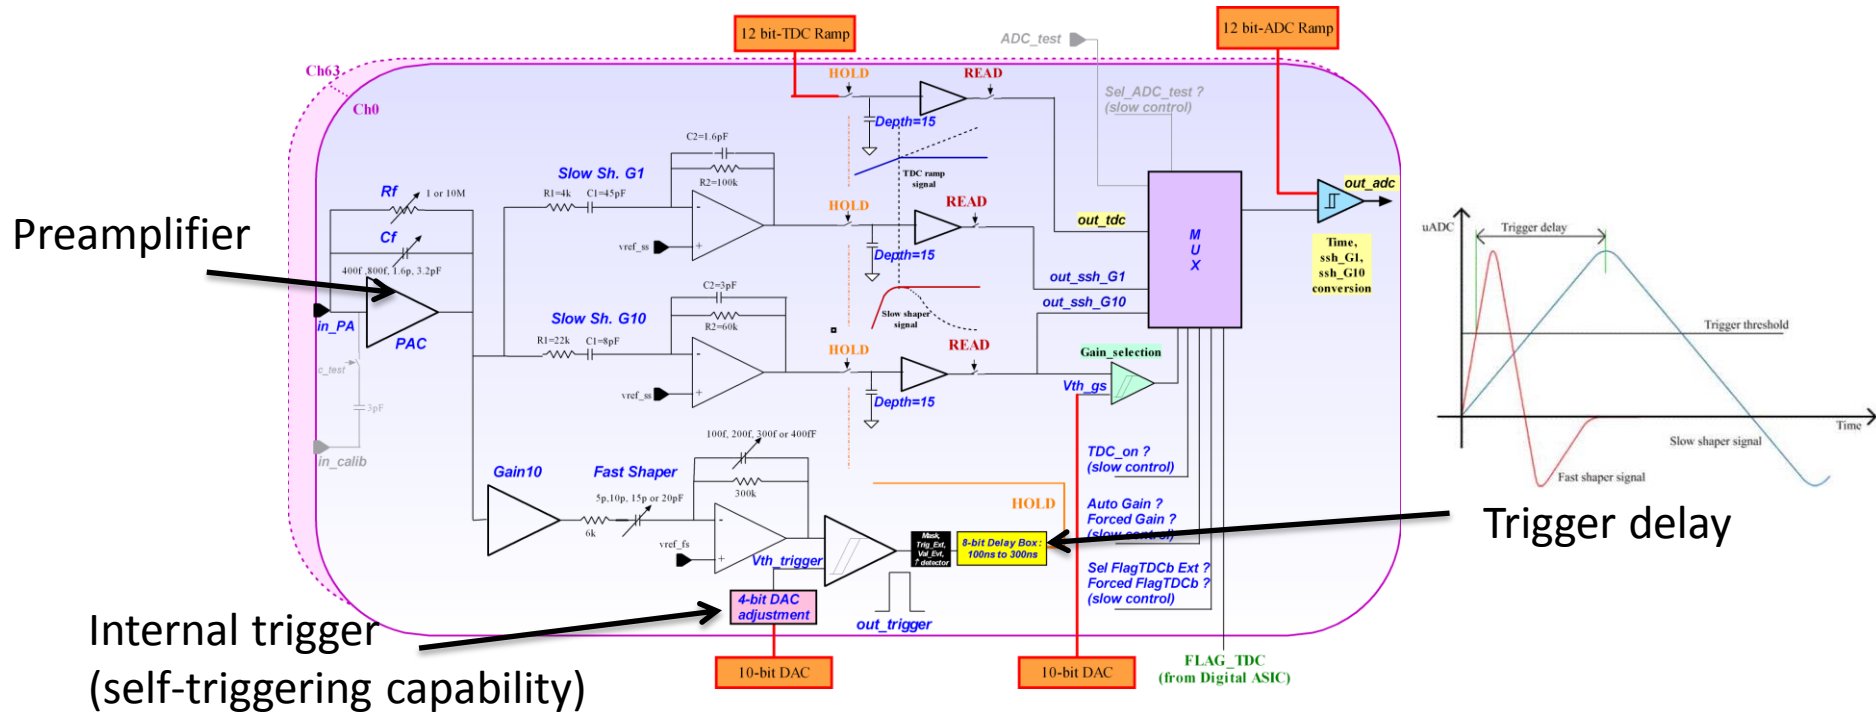 12 bit-TDC Ramp
12 bit-ADC Ramp
ADC_test
Ch63
Ch0
HOLD
READ
Sel_ADC_test ?
(slow control)
Depth=15
C2=1.6pF
R2=100k
Slow Sh. G1
R1=4k
C1=45pF
-
+
vref_ss
TDC ramp
signal
HOLD
READ
Depth=15
Rf
1 or 10M
Cf
400f ,800f, 1.6p, 3.2pF
Preamplifier
in_PA
PAC
c_test
3pF
in_calib
out_tdc
out_ssh_G1
out_ssh_G10
M
U
X
out_adc
Time,
ssh_G1,
ssh_G10
conversion
C2=3pF
R2=60k
Slow Sh. G10
R1=22k
C1=8pF
-
+
vref_ss
Slow shaper
signal
HOLD
READ
Depth=15
Gain_selection
Vth_gs
uADC
Trigger delay
Trigger threshold
Time
Slow shaper signal
Fast shaper signal
Gain10
Fast Shaper
100f, 200f, 300f or 400fF
300k
5p,10p, 15p or 20pF
6k
-
+
vref_fs
Vth_trigger
HOLD
Mask,
Trig_Ext,
Val_Evt,
↑ detector
8-bit Delay Box :
100ns to 300ns
out_trigger
4-bit DAC
adjustment
10-bit DAC
10-bit DAC
TDC_on ?
(slow control)
Auto Gain ?
Forced Gain ?
(slow control)
Sel FlagTDCb Ext ?
Forced FlagTDCb ?
(slow control)
FLAG_TDC
(from Digital ASIC)
Trigger delay
Internal trigger
(self-triggering capability)